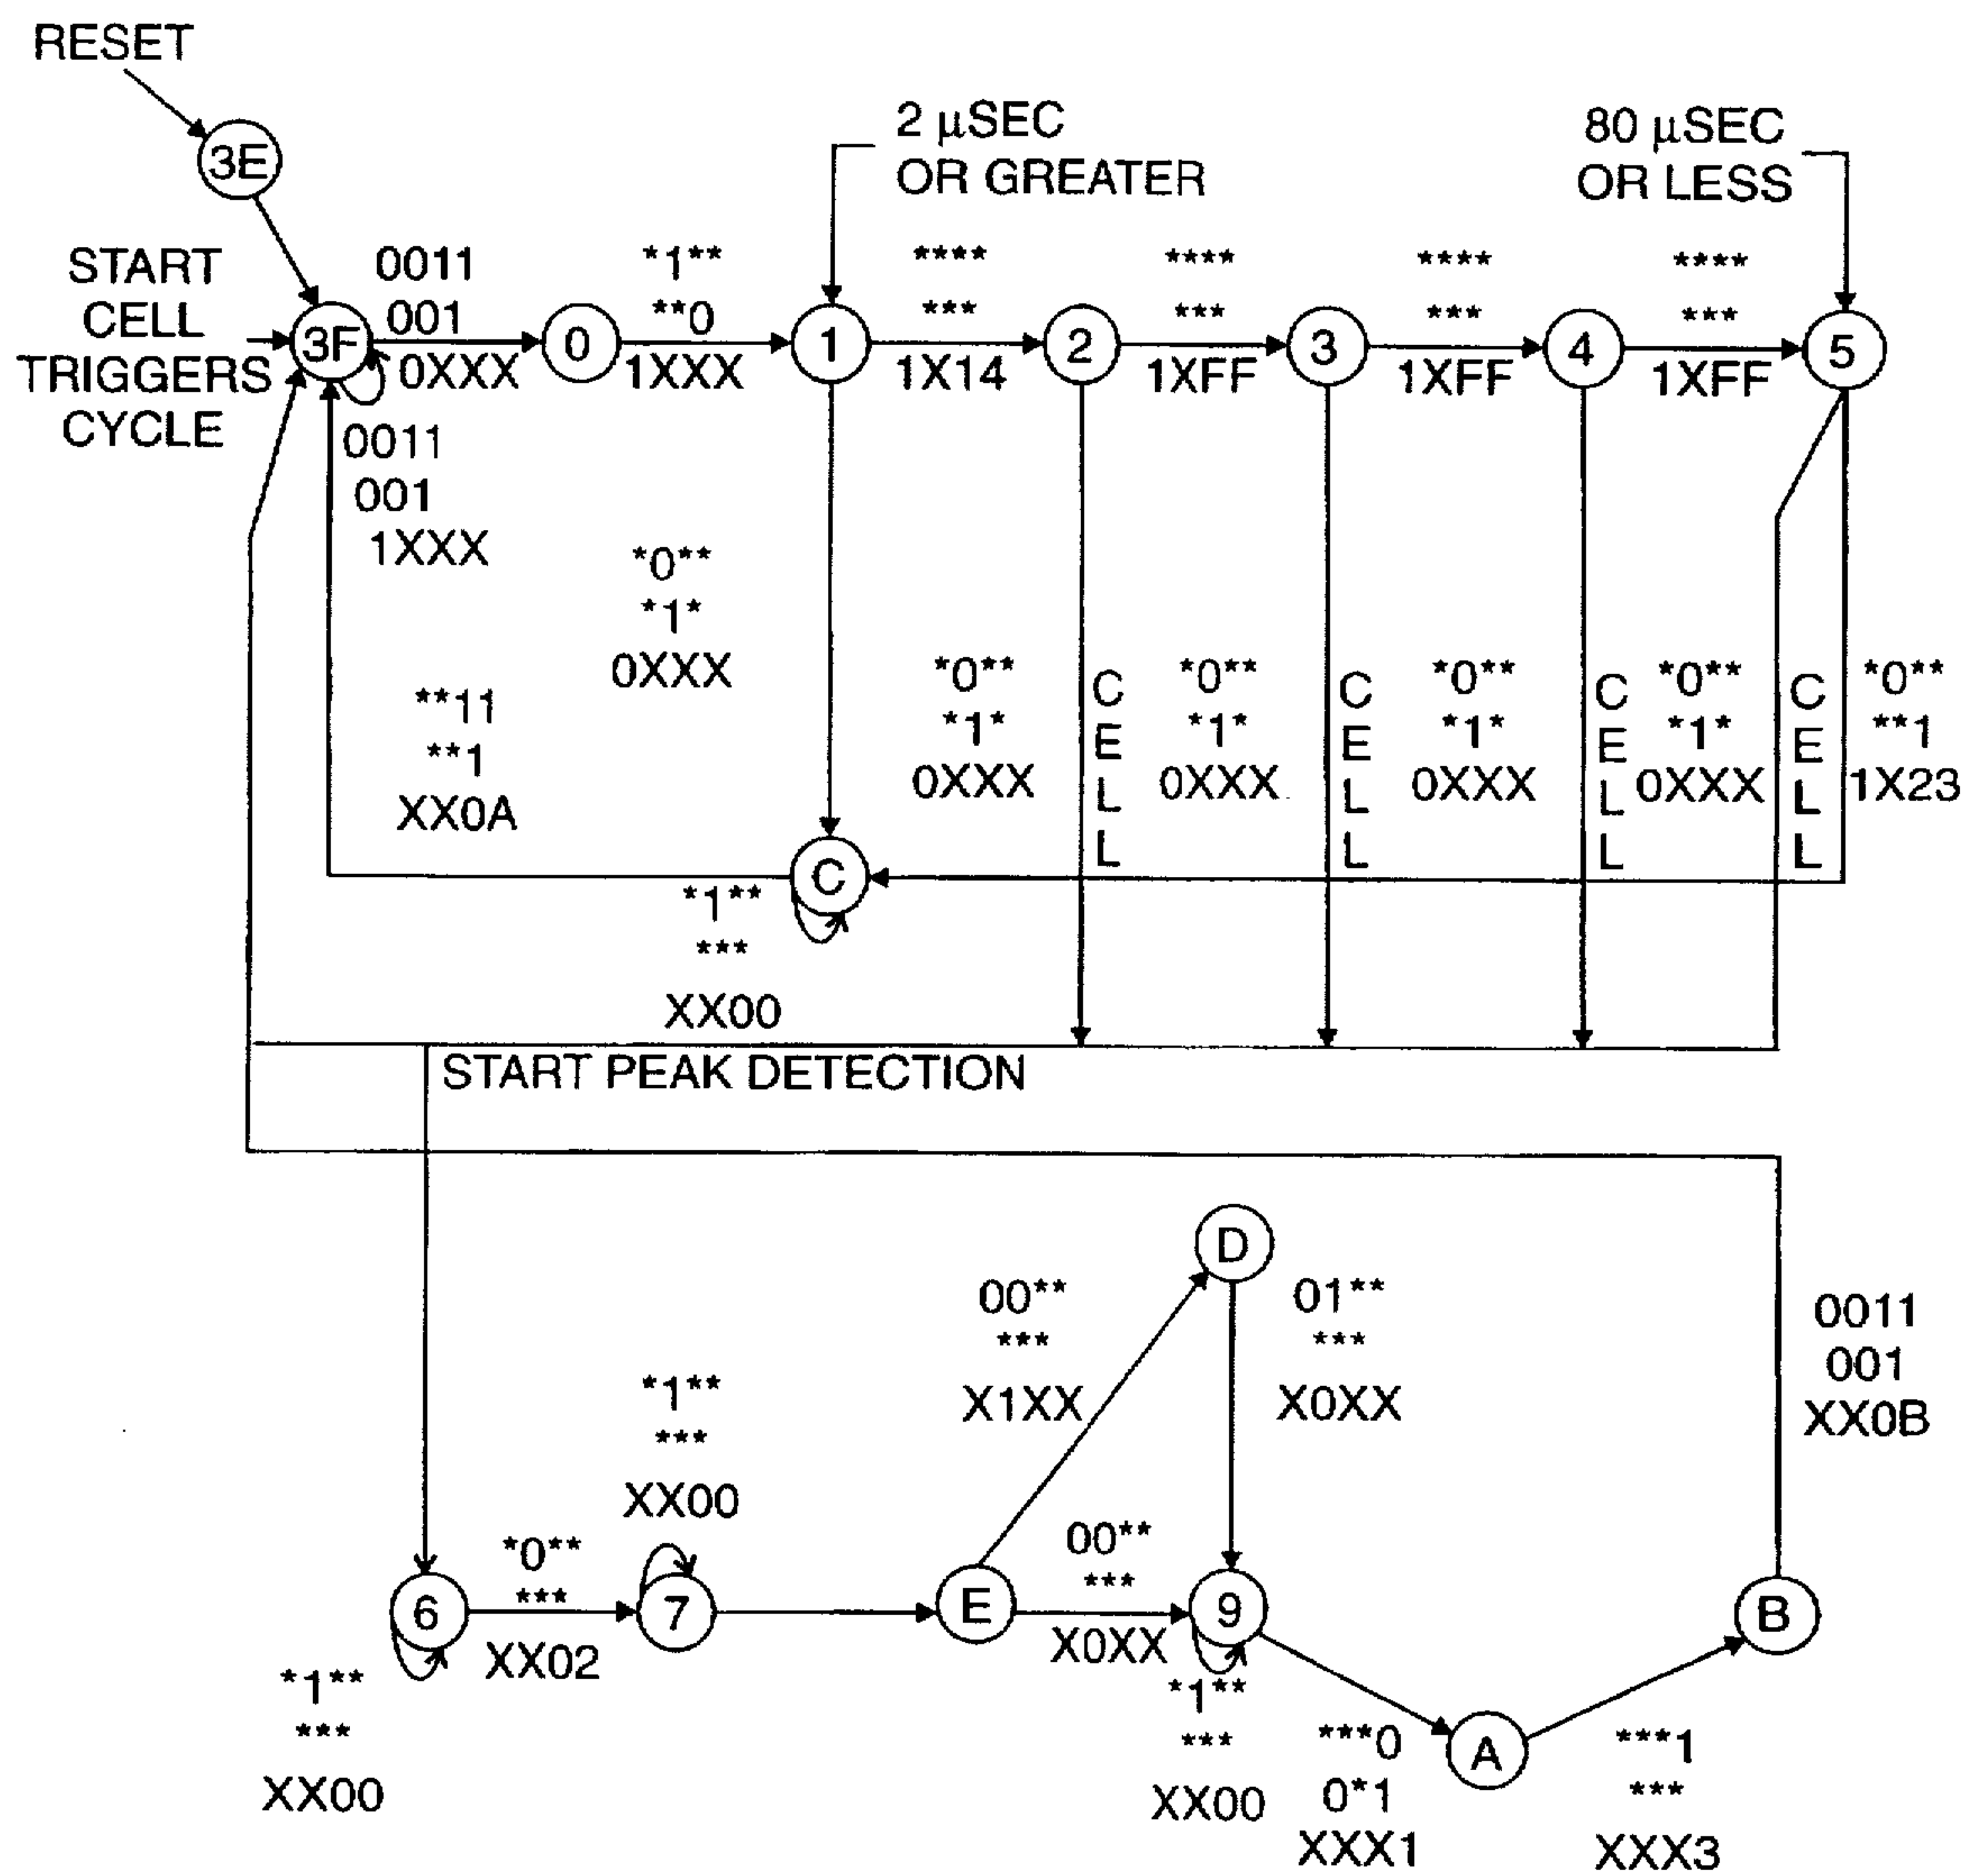 RESET
3E
2 µSEC
OR GREATER
80 µSEC
OR LESS
START
CELL
TRIGGERS
CYCLE
3F
0011
001
0XXX
0
*1**
**0
1XXX
1
****
***
1X14
2
****
***
1XFF
3
****
***
1XFF
4
****
***
1XFF
5
0011
001
1XXX
*0**
*1*
0XXX
**11
**1
XX0A
*0**
*1*
0XXX
CELL
*0**
*1*
0XXX
CELL
*0**
*1*
0XXX
CELL
*0**
*1*
0XXX
CELL
*0**
**1
1X23
C
*1**
***
XX00
START PEAK DETECTION
D
00**
***
X1XX
01**
***
X0XX
0011
001
XX0B
*1**
***
XX00
6
*0**
***
XX02
7
E
00**
***
X0XX
9
B
*1**
***
XX00
*1**
***
XX00
***0
0*1
XXX1
A
***1
***
XXX3